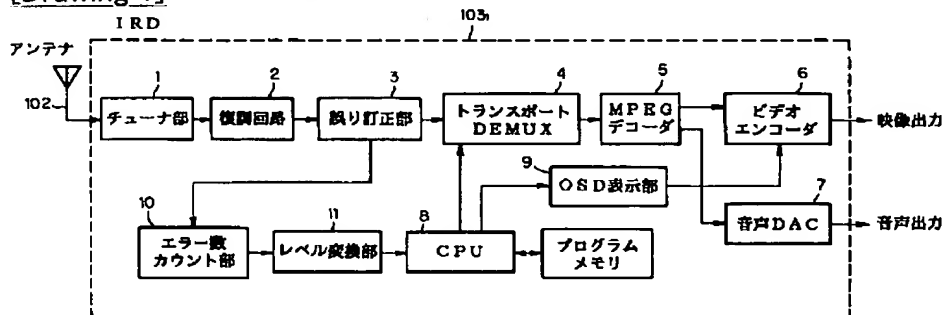 [Drawing 1]
IRD
103₁
アンテナ
102
1
チューナ部
2
復調回路
3
誤り訂正部
4
トランスポート
DEMUX
5
MPEG
デコーダ
6
ビデオ
エンコーダ
映像出力
9
OSD表示部
7
音声DAC
音声出力
10
エラー数
カウント部
11
レベル変換部
8
CPU
プログラム
メモリ